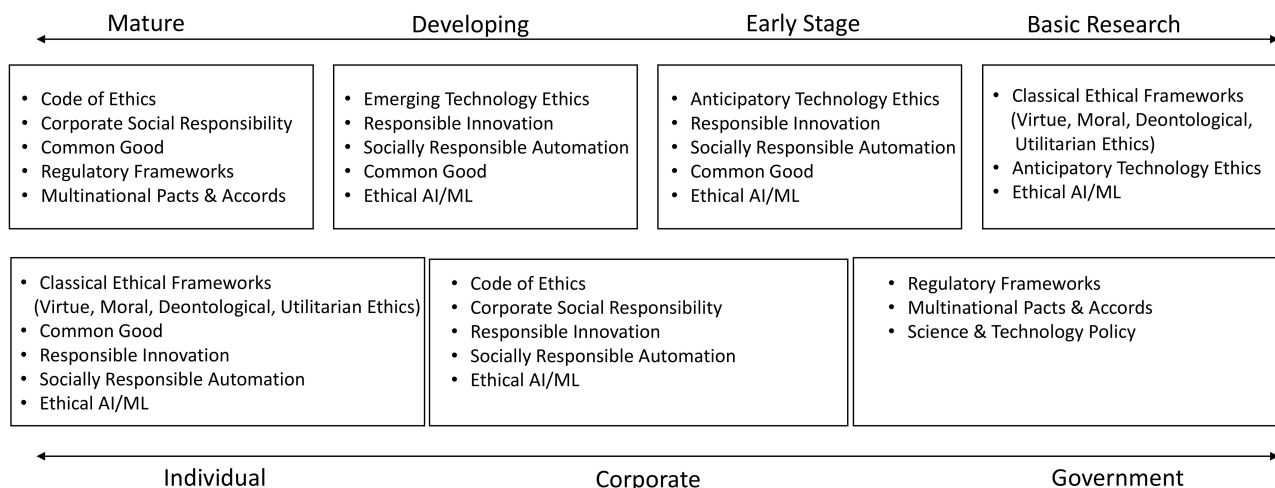 Mature Developing Early Stage Basic Research
• Code of Ethics
• Corporate Social Responsibility
• Common Good
• Regulatory Frameworks
• Multinational Pacts & Accords
• Emerging Technology Ethics
• Responsible Innovation
• Socially Responsible Automation
• Common Good
• Ethical AI/ML
• Anticipatory Technology Ethics
• Responsible Innovation
• Socially Responsible Automation
• Common Good
• Ethical AI/ML
• Classical Ethical Frameworks
(Virtue, Moral, Deontological,
Utilitarian Ethics)
• Anticipatory Technology Ethics
• Ethical AI/ML
• Classical Ethical Frameworks
(Virtue, Moral, Deontological, Utilitarian Ethics)
• Common Good
• Responsible Innovation
• Socially Responsible Automation
• Ethical AI/ML
• Code of Ethics
• Corporate Social Responsibility
• Responsible Innovation
• Socially Responsible Automation
• Ethical AI/ML
• Regulatory Frameworks
• Multinational Pacts & Accords
• Science & Technology Policy
Individual Corporate Government